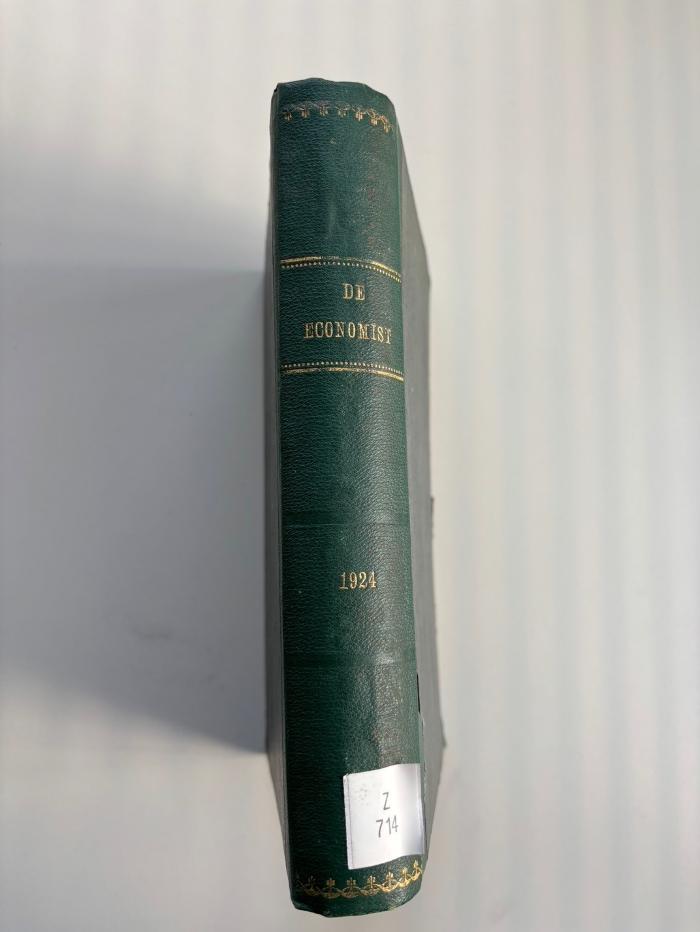 DE
ECONOMIST
1924
Z
714